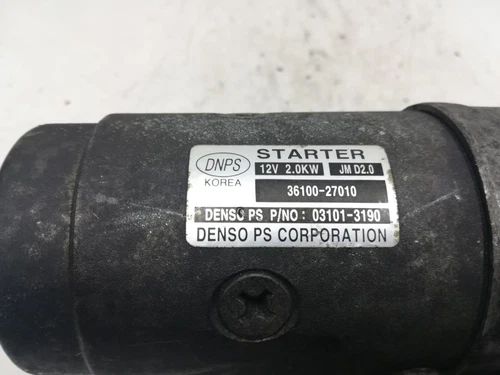 DNPS STARTER
KOREA 12V 2.0KW JM D2.0
36100-27010
DENSO PS P/NO: 03101-3190
DENSO PS CORPORATION